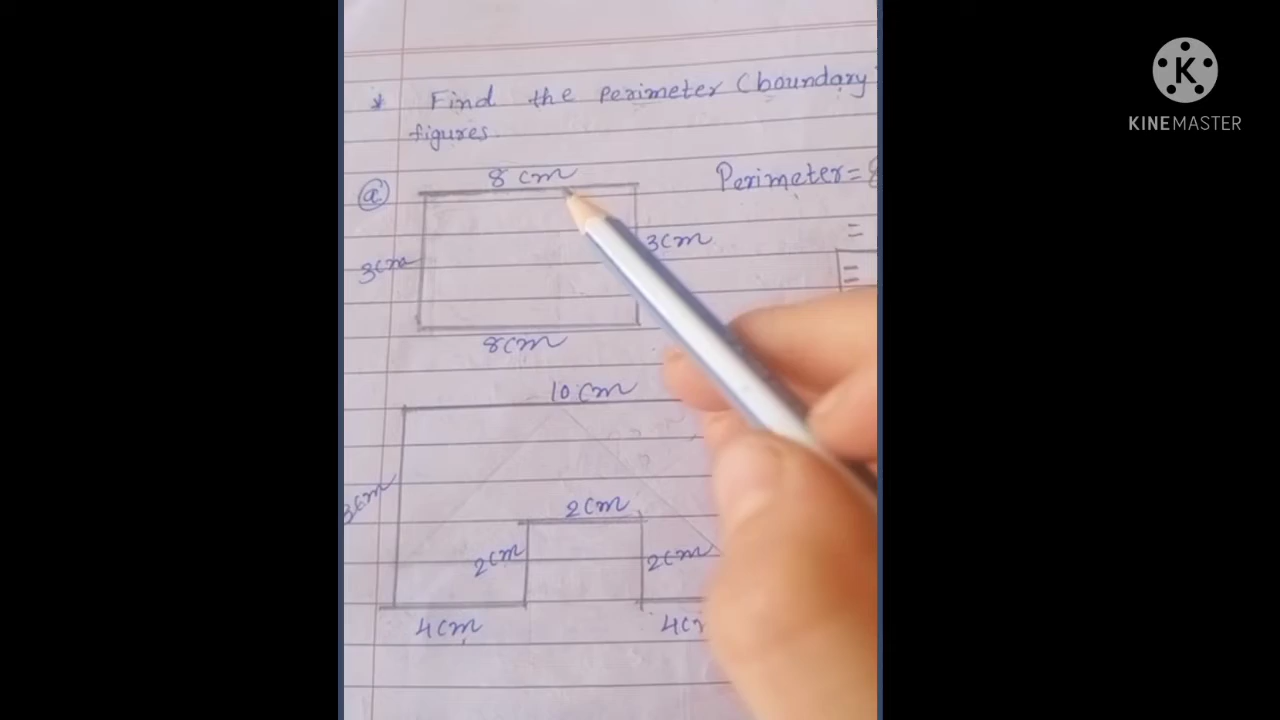 * Find the perimeter (boundary)
figures.
8 cm
(a)
Perimeter =
3cm
3cm
=
=
8cm
10 cm
3cm
2cm
2cm
2cm
4cm
4c
KINEMASTER